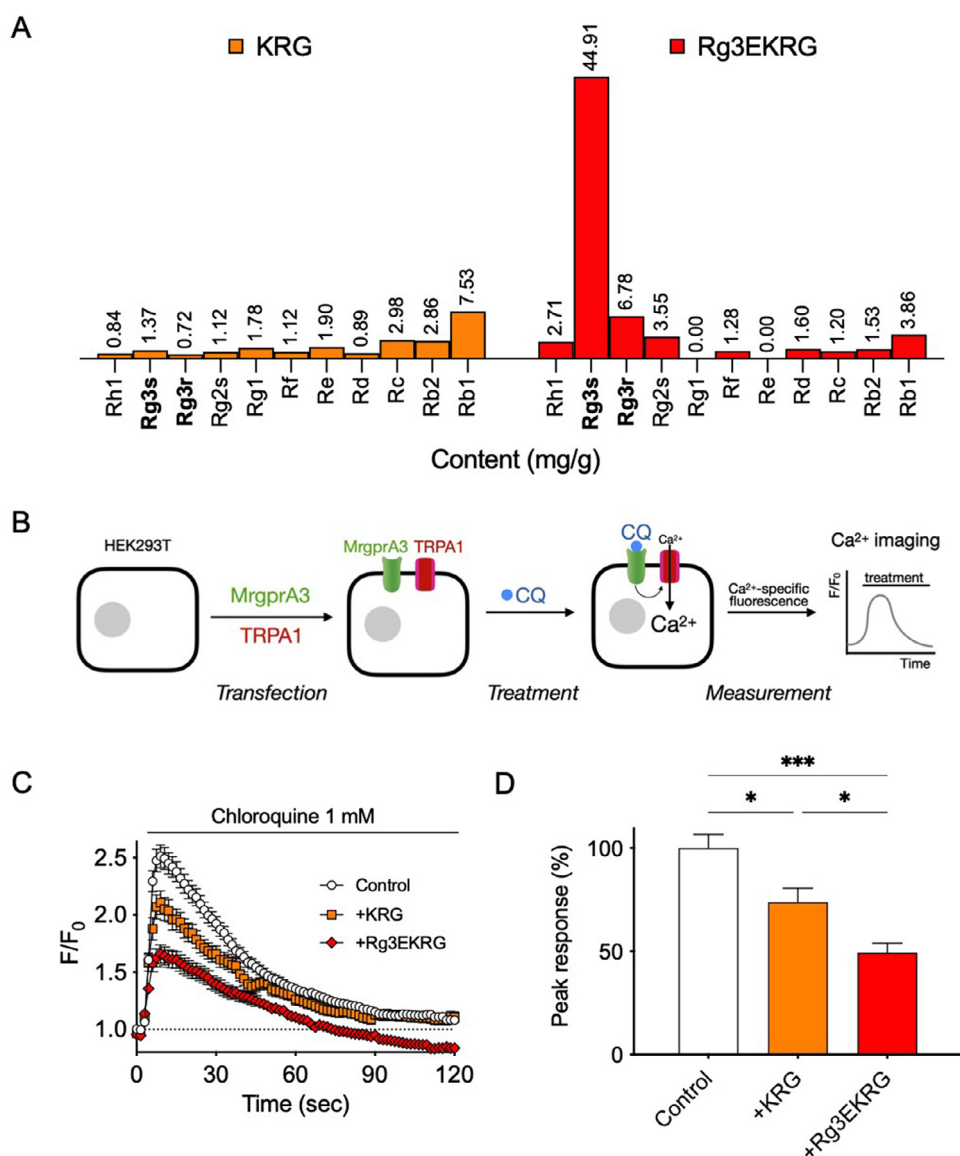 A
KRG
Rg3EKRG
0.84
1.37
0.72
1.12
1.78
1.12
1.90
0.89
2.98
2.86
7.53
2.71
44.91
6.78
3.55
0.00
1.28
0.00
1.60
1.20
1.53
3.86
Rh1
Rg3s
Rg3r
Rg2s
Rg1
Rf
Re
Rd
Rc
Rb2
Rb1
Rh1
Rg3s
Rg3r
Rg2s
Rg1
Rf
Re
Rd
Rc
Rb2
Rb1
Content (mg/g)
B
HEK293T
MrgprA3
TRPA1
Transfection
MrgprA3 TRPA1
CQ
Treatment
CQ
Ca²⁺
Ca²⁺
Ca²⁺-specific
fluorescence
Measurement
Ca²⁺ imaging
F/F₀
treatment
Time
C
Chloroquine 1 mM
F/F₀
2.5
2.0
1.5
1.0
Control
+KRG
+Rg3EKRG
0 30 60 90 120
Time (sec)
D
***
* *
Peak response (%)
100
50
0
Control
+KRG
+Rg3EKRG